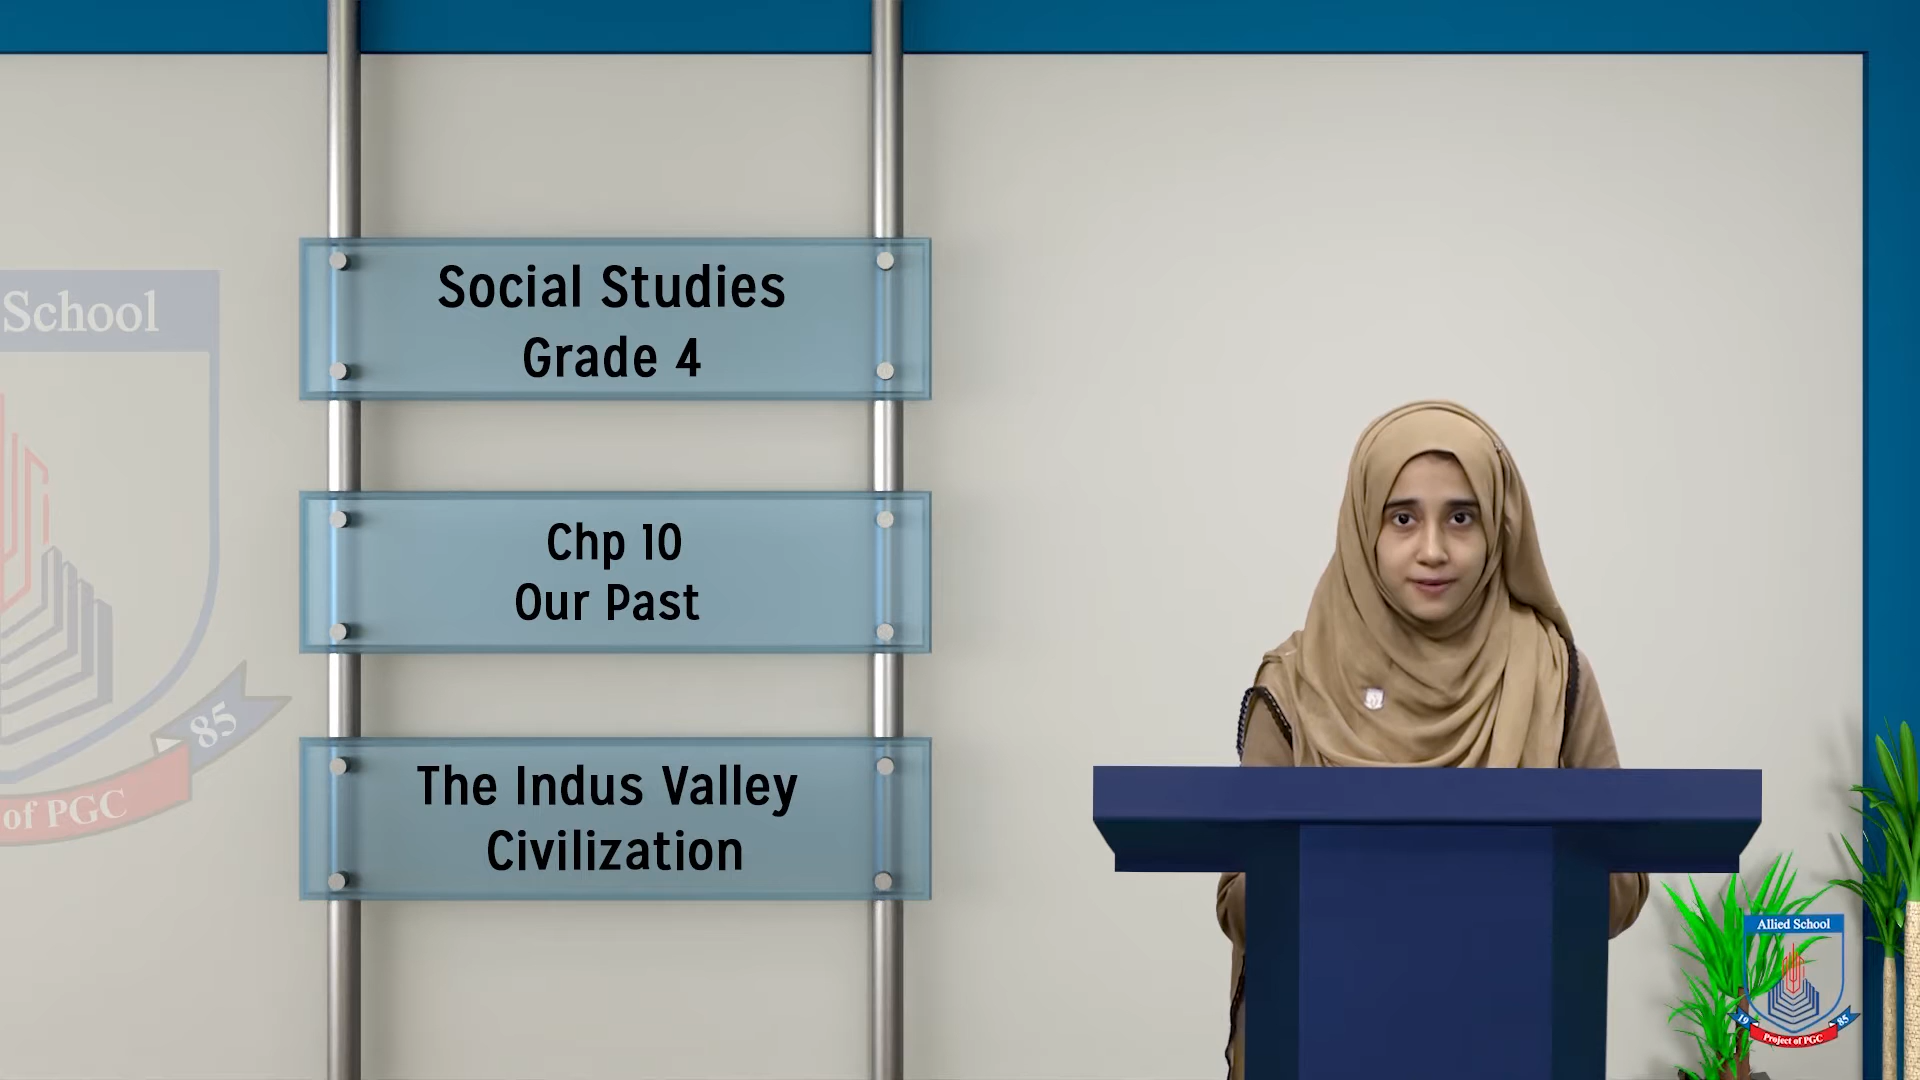 Social Studies
Grade 4
Chp 10
Our Past
The Indus Valley
Civilization
School
85
of PGC
Allied School
19
85
Project of PGC